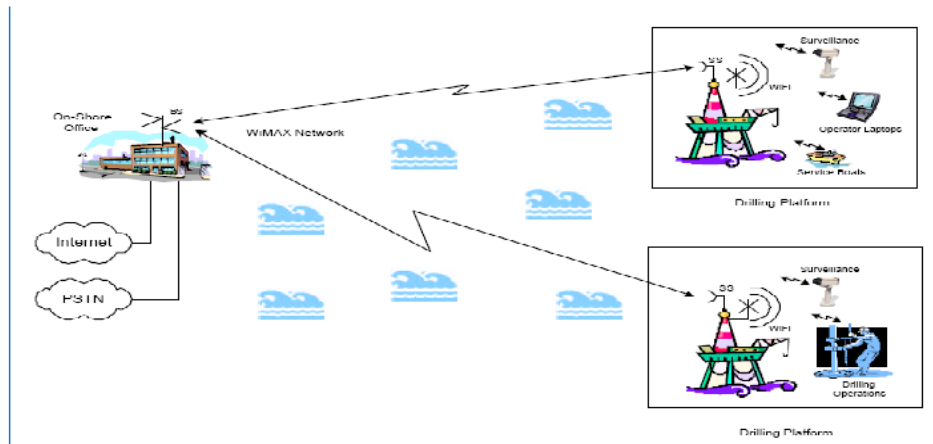 On-Shore
Office
BS
WiMAX Network
Internet
PSTN
Surveillance
SS
WiFi
Operator Laptops
Service Boats
Drilling Platform
Surveillance
SS
WiFi
Drilling
Operations
Drilling Platform